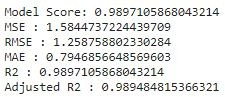 Model Score: 0.9897105868043214
MSE : 1.5844737224439709
RMSE : 1.258758802330284
MAE : 0.7946856648569603
R2 : 0.9897105868043214
Adjusted R2 : 0.989484815366321